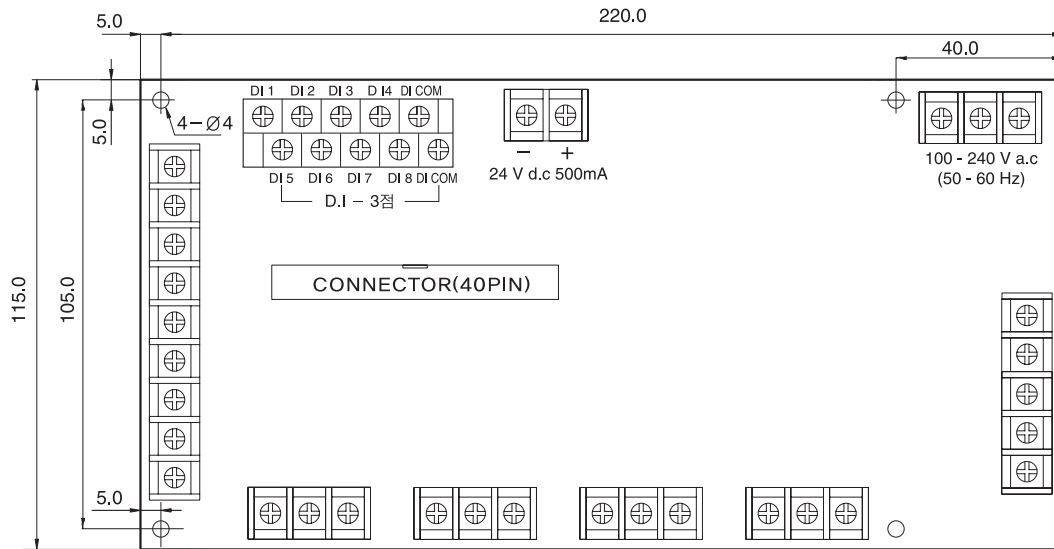 5.0
220.0
40.0
5.0
4-Ø4
DI 1 DI 2 DI 3 D I4 DI COM
DI 5 DI 6 DI 7 DI 8 DI COM
D.I - 3점
- +
24 V d.c 500mA
100 - 240 V a.c
(50 - 60 Hz)
CONNECTOR(40PIN)
115.0
105.0
5.0